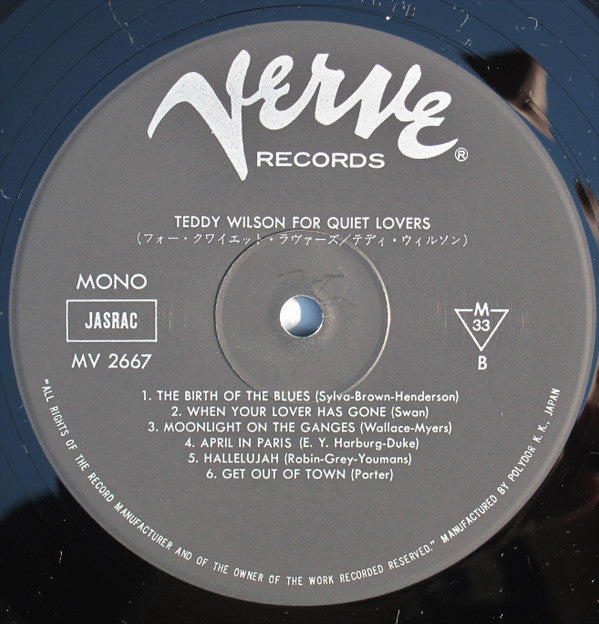 Verve
RECORDS ®
TEDDY WILSON FOR QUIET LOVERS
(フォー・クワイエット・ラヴァーズ/テディ・ウィルソン)
MONO
JASRAC
MV 2667
M
33
B
1. THE BIRTH OF THE BLUES (Sylva-Brown-Henderson)
2. WHEN YOUR LOVER HAS GONE (Swan)
3. MOONLIGHT ON THE GANGES (Wallace-Myers)
4. APRIL IN PARIS (E. Y. Harburg-Duke)
5. HALLELUJAH (Robin-Grey-Youmans)
6. GET OUT OF TOWN (Porter)
"ALL RIGHTS OF THE RECORD MANUFACTURER AND OF THE OWNER OF THE WORK RECORDED RESERVED." MANUFACTURED BY POLYDOR K. K., JAPAN